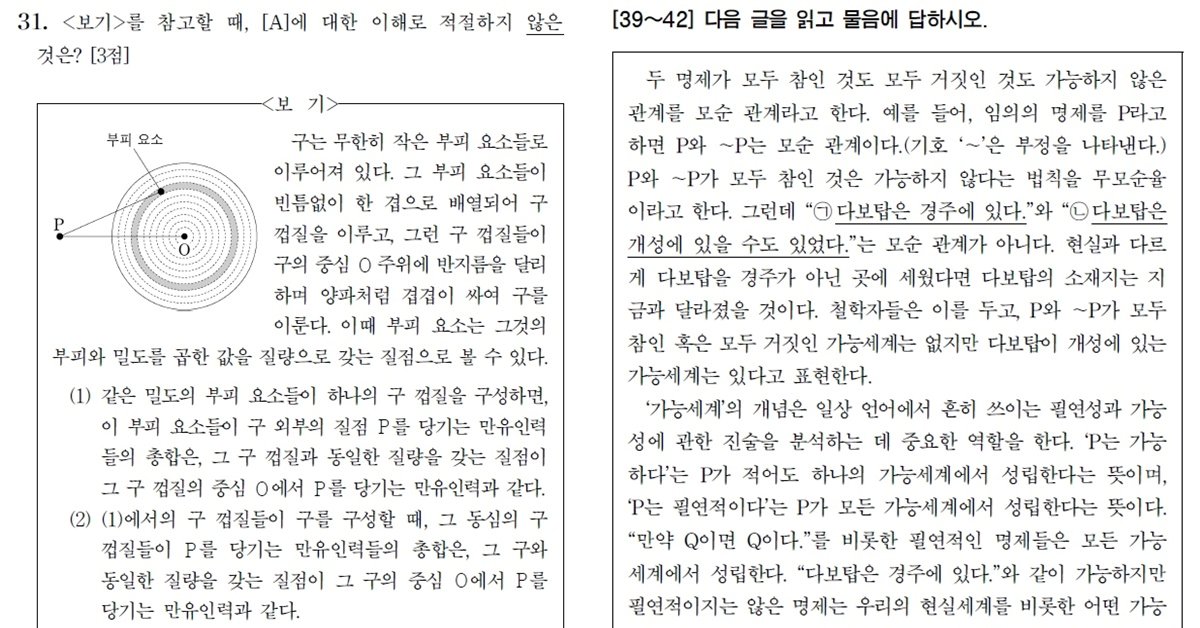 31. <보기>를 참고할 때, [A]에 대한 이해로 적절하지 않은
것은? [3점]
<보 기>
부피 요소
P
O
구는 무한히 작은 부피 요소들로
이루어져 있다. 그 부피 요소들이
빈틈없이 한 겹으로 배열되어 구
껍질을 이루고, 그런 구 껍질들이
구의 중심 O 주위에 반지름을 달리
하며 양파처럼 겹겹이 싸여 구를
이룬다. 이때 부피 요소는 그것의
부피와 밀도를 곱한 값을 질량으로 갖는 질점으로 볼 수 있다.
(1) 같은 밀도의 부피 요소들이 하나의 구 껍질을 구성하면,
이 부피 요소들이 구 외부의 질점 P를 당기는 만유인력
들의 총합은, 그 구 껍질과 동일한 질량을 갖는 질점이
그 구 껍질의 중심 O에서 P를 당기는 만유인력과 같다.
(2) (1)에서의 구 껍질들이 구를 구성할 때, 그 동심의 구
껍질들이 P를 당기는 만유인력들의 총합은, 그 구와
동일한 질량을 갖는 질점이 그 구의 중심 O에서 P를
당기는 만유인력과 같다.
[39~42] 다음 글을 읽고 물음에 답하시오.
두 명제가 모두 참인 것도 모두 거짓인 것도 가능하지 않은
관계를 모순 관계라고 한다. 예를 들어, 임의의 명제를 P라고
하면 P와 ~P는 모순 관계이다.(기호 ‘~’은 부정을 나타낸다.)
P와 ~P가 모두 참인 것은 가능하지 않다는 법칙을 무모순율
이라고 한다. 그런데 “㉠다보탑은 경주에 있다.”와 “㉡다보탑은
개성에 있을 수도 있었다.”는 모순 관계가 아니다. 현실과 다르
게 다보탑을 경주가 아닌 곳에 세웠다면 다보탑의 소재지는 지
금과 달라졌을 것이다. 철학자들은 이를 두고, P와 ~P가 모두
참인 혹은 모두 거짓인 가능세계는 없지만 다보탑이 개성에 있는
가능세계는 있다고 표현한다.
‘가능세계’의 개념은 일상 언어에서 흔히 쓰이는 필연성과 가능
성에 관한 진술을 분석하는 데 중요한 역할을 한다. ‘P는 가능
하다’는 P가 적어도 하나의 가능세계에서 성립한다는 뜻이며,
‘P는 필연적이다’는 P가 모든 가능세계에서 성립한다는 뜻이다.
“만약 Q이면 Q이다.”를 비롯한 필연적인 명제들은 모든 가능
세계에서 성립한다. “다보탑은 경주에 있다.”와 같이 가능하지만
필연적이지는 않은 명제는 우리의 현실세계를 비롯한 어떤 가능